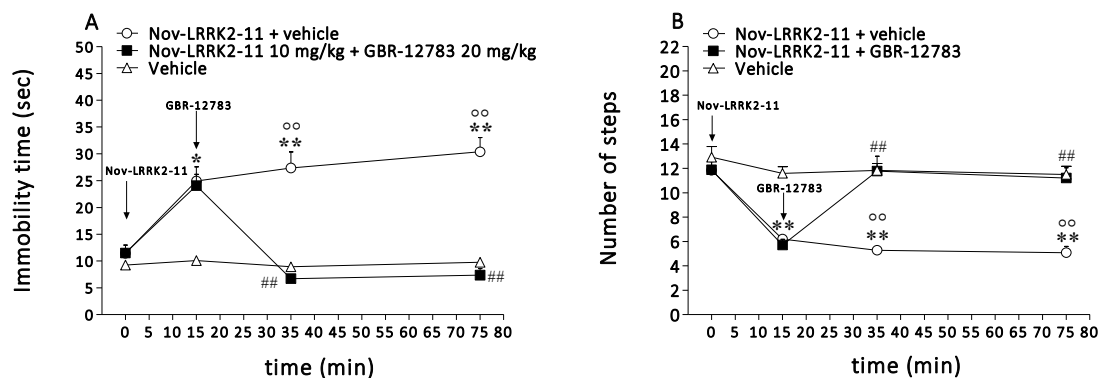 A
Nov-LRRK2-11 + vehicle
Nov-LRRK2-11 10 mg/kg + GBR-12783 20 mg/kg
Vehicle
50
45
40
35
30
25
20
15
10
5
0
Immobility time (sec)
GBR-12783
Nov-LRRK2-11
*
°°
**
°°
**
##
##
0 5 10 15 20 25 30 35 40 45 50 55 60 65 70 75 80
time (min)
B
Nov-LRRK2-11 + vehicle
Nov-LRRK2-11 + GBR-12783
Vehicle
22
20
18
16
14
12
10
8
6
4
2
0
Number of steps
Nov-LRRK2-11
GBR-12783
**
##
##
°°
**
°°
**
0 5 10 15 20 25 30 35 40 45 50 55 60 65 70 75 80
time (min)